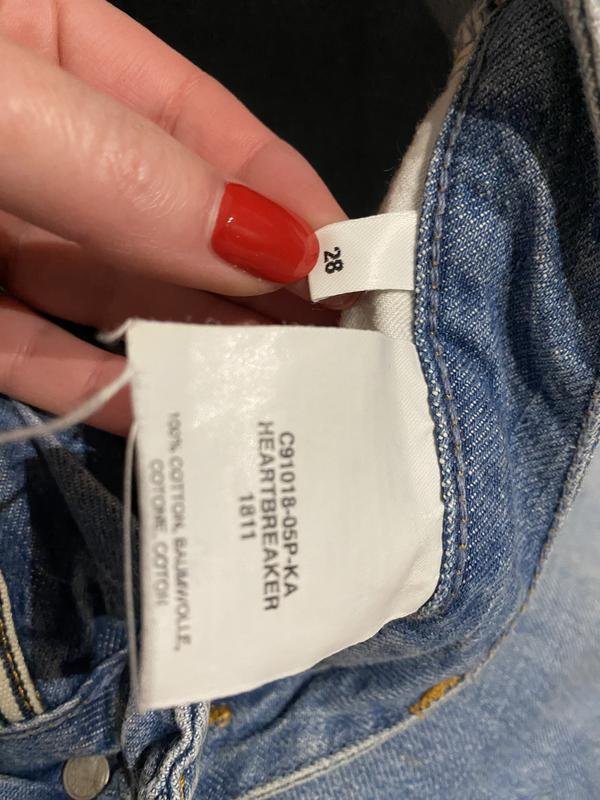 28
C91018-05P-KA
HEARTBREAKER
1811
100% COTTON, BAUMWOLLE,
COTONE, COTON